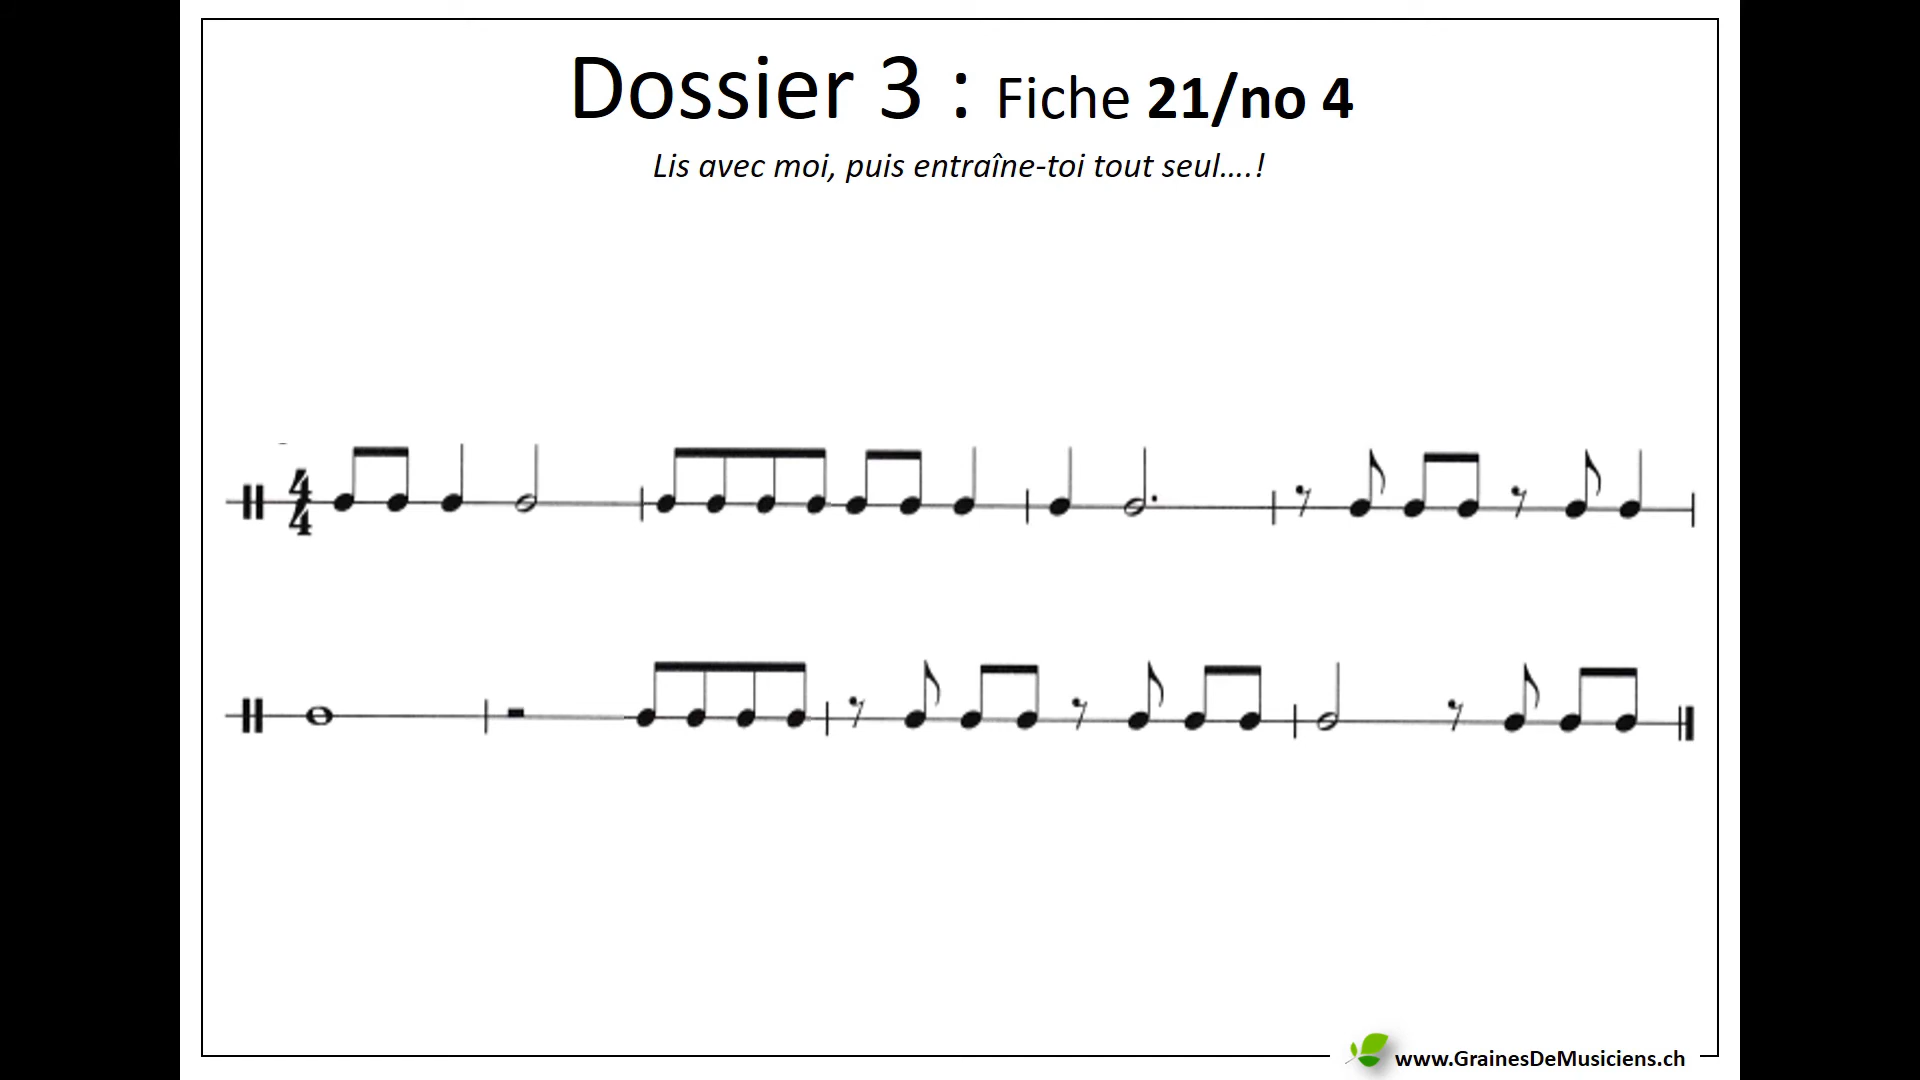 Dossier 3 : Fiche 21/no 4
Lis avec moi, puis entraîne-toi tout seul....!
4
4
www.GrainesDeMusiciens.ch